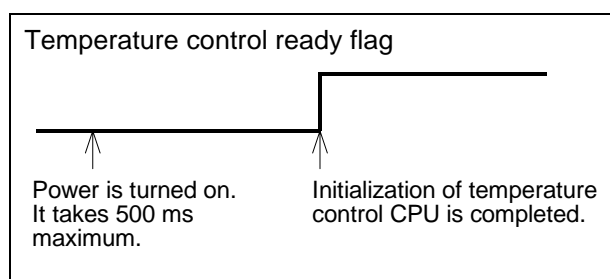 Temperature control ready flag
Power is turned on.
It takes 500 ms
maximum.
Initialization of temperature
control CPU is completed.